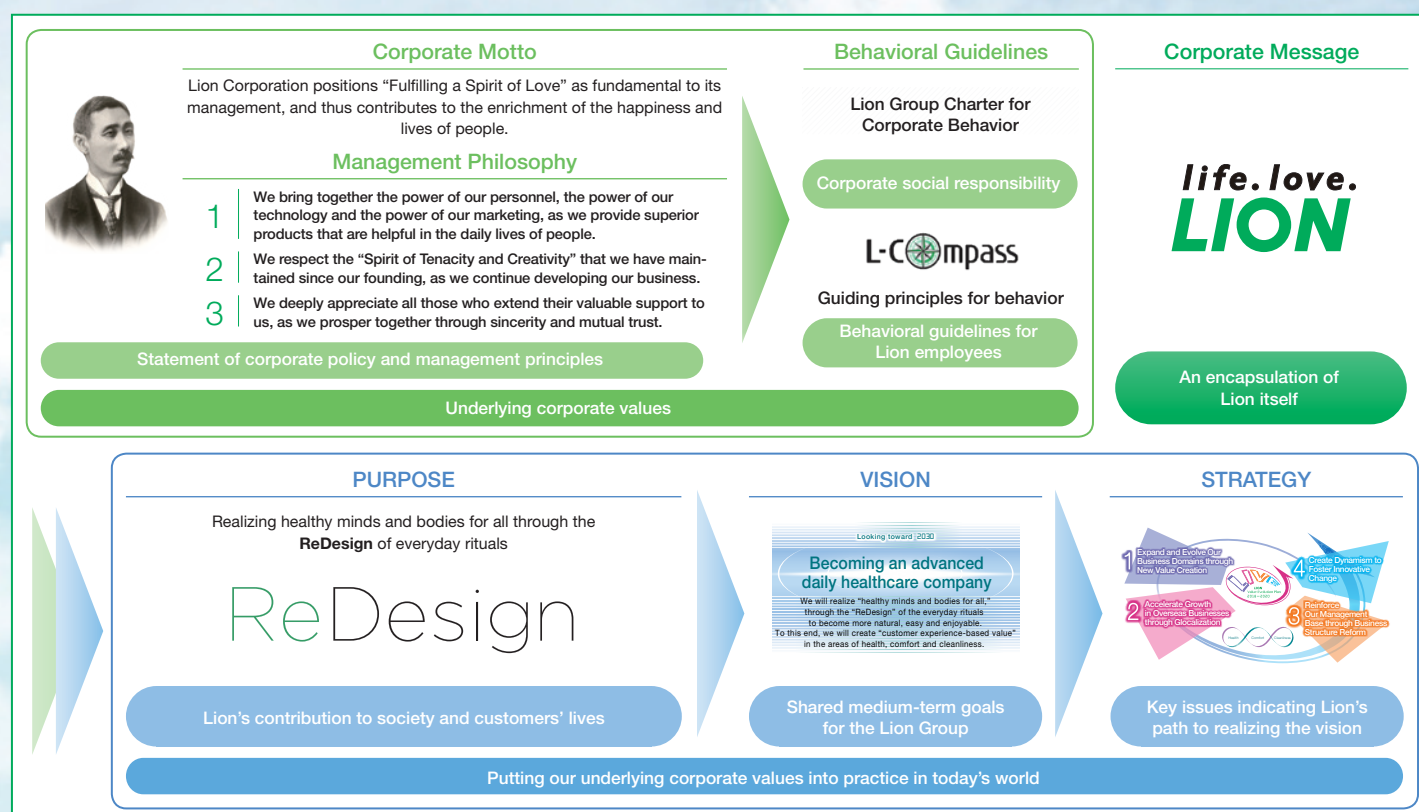 Corporate Motto
Lion Corporation positions “Fulfilling a Spirit of Love” as fundamental to its
management, and thus contributes to the enrichment of the happiness and
lives of people.
Management Philosophy
1
We bring together the power of our personnel, the power of our
technology and the power of our marketing, as we provide superior
products that are helpful in the daily lives of people.
2
We respect the “Spirit of Tenacity and Creativity” that we have main-
tained since our founding, as we continue developing our business.
3
We deeply appreciate all those who extend their valuable support to
us, as we prosper together through sincerity and mutual trust.
Statement of corporate policy and management principles
Behavioral Guidelines
Lion Group Charter for
Corporate Behavior
Corporate social responsibility
L-Compass
Guiding principles for behavior
Behavioral guidelines for
Lion employees
Underlying corporate values
Corporate Message
life.love.
LION
An encapsulation of
Lion itself
PURPOSE
Realizing healthy minds and bodies for all through the
ReDesign of everyday rituals
ReDesign
Lion’s contribution to society and customers’ lives
VISION
Looking toward 2030
Becoming an advanced
daily healthcare company
We will realize “healthy minds and bodies for all,”
through the “ReDesign” of the everyday rituals
to become more natural, easy and enjoyable.
To this end, we will create “customer experience-based value”
in the areas of health, comfort and cleanliness.
Shared medium-term goals
for the Lion Group
STRATEGY
1
Expand and Evolve Our
Business Domains through
New Value Creation
2
Accelerate Growth
in Overseas Businesses
through Glocalization
4
Create Dynamism to
Foster Innovative
Change
3
Reinforce
Our Management
Base through Business
Structure Reform
Key issues indicating Lion’s
path to realizing the vision
Putting our underlying corporate values into practice in today’s world